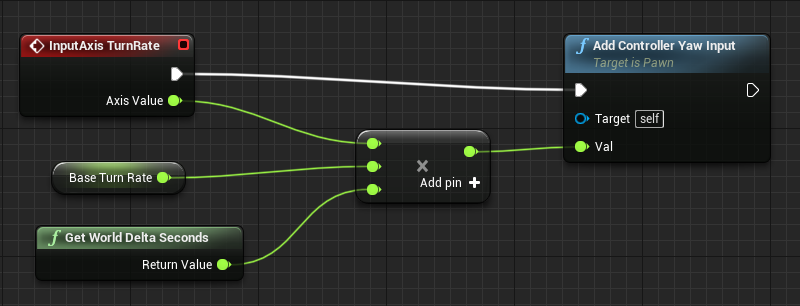 InputAxis TurnRate
Axis Value
Base Turn Rate
f Get World Delta Seconds
Return Value
Add pin +
f Add Controller Yaw Input
Target is Pawn
Target self
Val